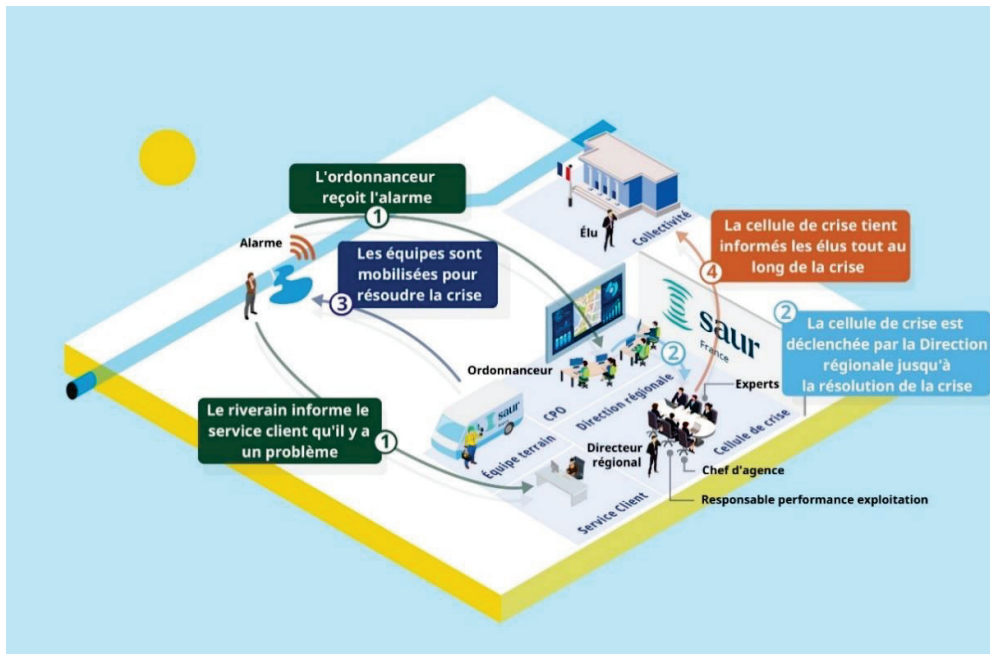 L'ordonnanceur
reçoit l'alarme
1
Alarme
Les équipes sont
mobilisées pour
résoudre la crise
3
Élu
Collectivité
La cellule de crise tient
informés les élus tout au
long de la crise
4
2
La cellule de crise est
déclenchée par la Direction
régionale jusqu'à
la résolution de la crise
saur
France
Ordonnanceur
2
CPO
Direction régionale
Experts
Le riverain informe le
service client qu'il y a
un problème
1
saur
Équipe terrain
Directeur
régional
Cellule de crise
Chef d'agence
Service Client
Responsable performance exploitation